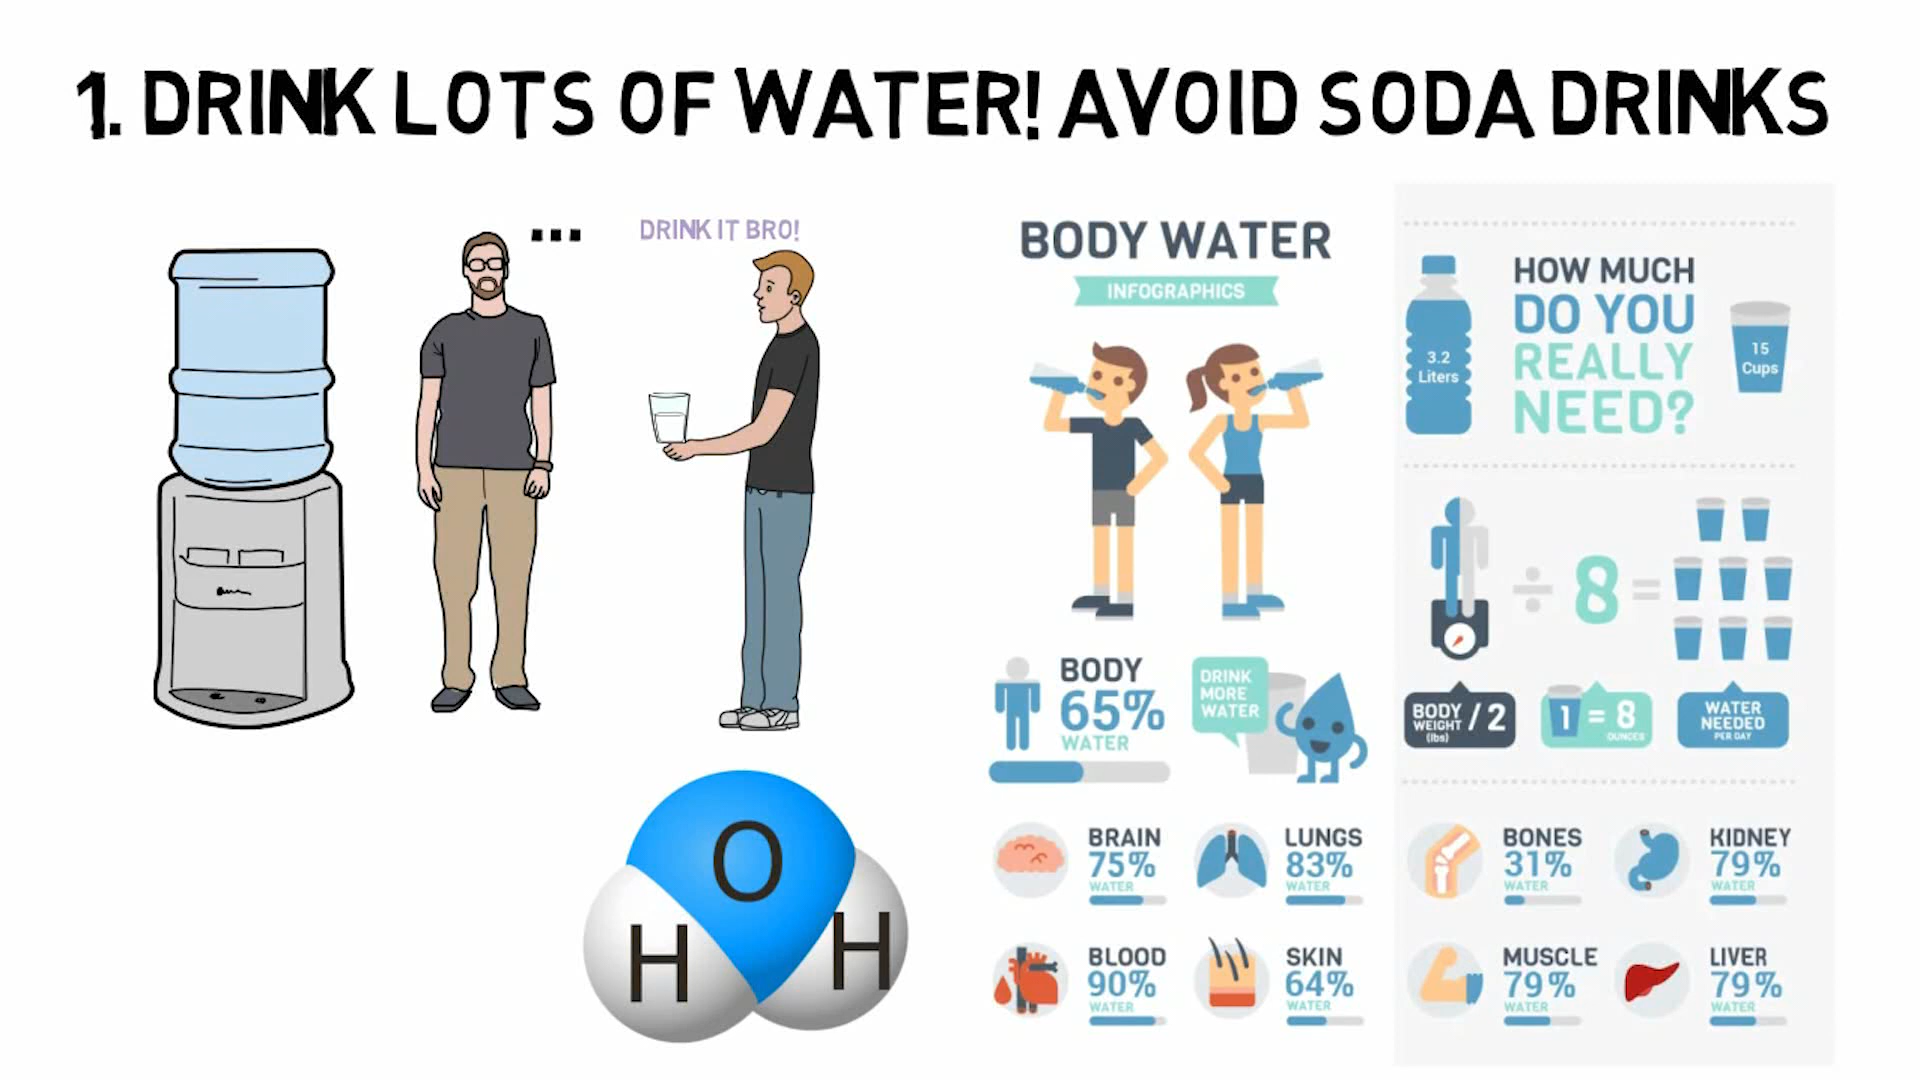 1. DRINK LOTS OF WATER! AVOID SODA DRINKS
...
DRINK IT BRO!
O
H
H
BODY WATER
INFOGRAPHICS
BODY
65%
WATER
DRINK
MORE
WATER
BRAIN
75%
WATER
LUNGS
83%
WATER
BLOOD
90%
WATER
SKIN
64%
WATER
3.2
Liters
HOW MUCH
DO YOU
REALLY
NEED?
15
Cups
÷ 8 =
BODY
WEIGHT
(lbs)
/ 2
1 = 8
OUNCES
WATER
NEEDED
PER DAY
BONES
31%
WATER
KIDNEY
79%
WATER
MUSCLE
79%
WATER
LIVER
79%
WATER